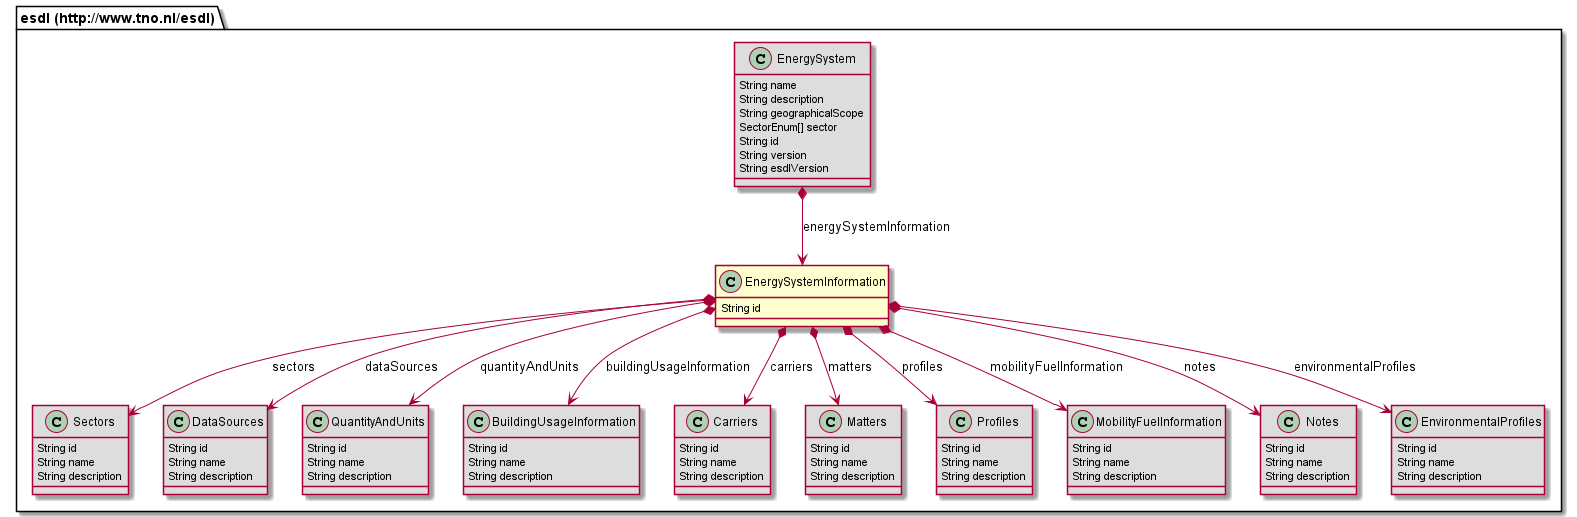 esdl (http://www.tno.nl/esdl)
C EnergySystem
String name
String description
String geographicalScope
SectorEnum[] sector
String id
String version
String esdlVersion
energySystemInformation
C EnergySystemInformation
String id
sectors
dataSources
quantityAndUnits
buildingUsageInformation
carriers
matters
profiles
mobilityFuelInformation
notes
environmentalProfiles
C Sectors
String id
String name
String description
C DataSources
String id
String name
String description
C QuantityAndUnits
String id
String name
String description
C BuildingUsageInformation
String id
String name
String description
C Carriers
String id
String name
String description
C Matters
String id
String name
String description
C Profiles
String id
String name
String description
C MobilityFuelInformation
String id
String name
String description
C Notes
String id
String name
String description
C EnvironmentalProfiles
String id
String name
String description